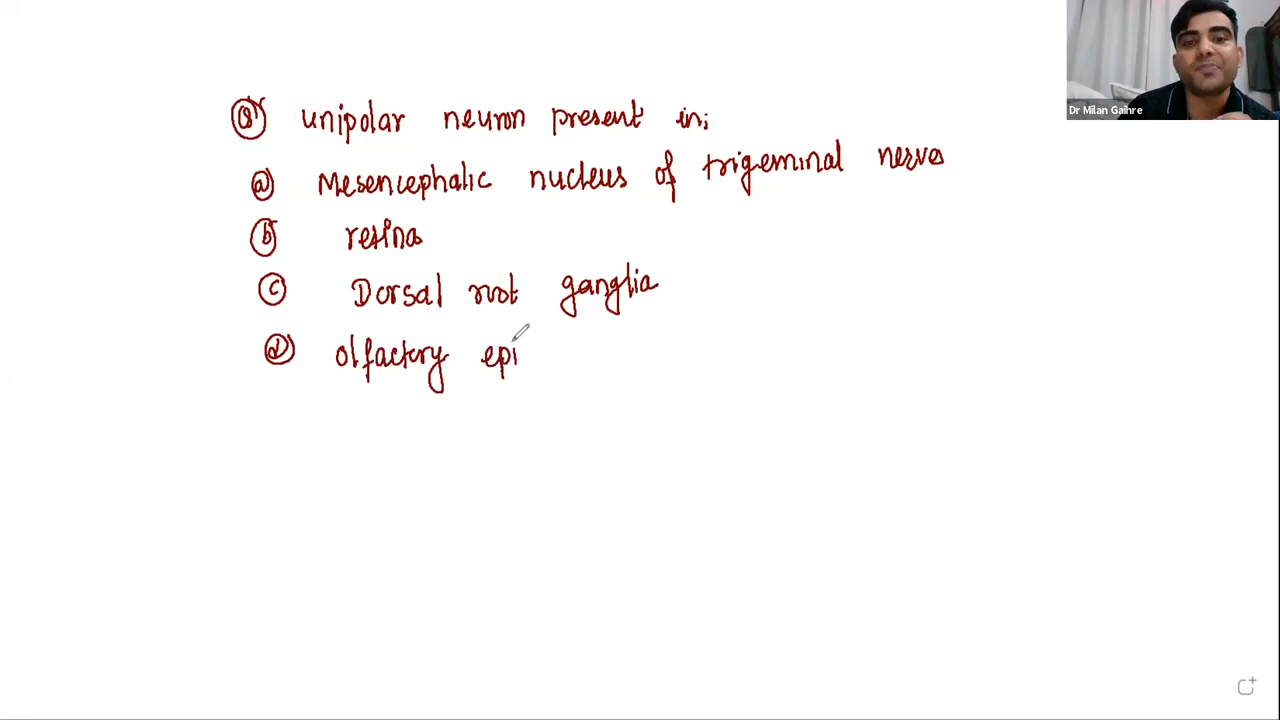 Q unipolar neuron present in;
a Mesencephalic nucleus of trigeminal nerve
b retina
c Dorsal root ganglia
d olfactory epi
Dr Milan Gaihre